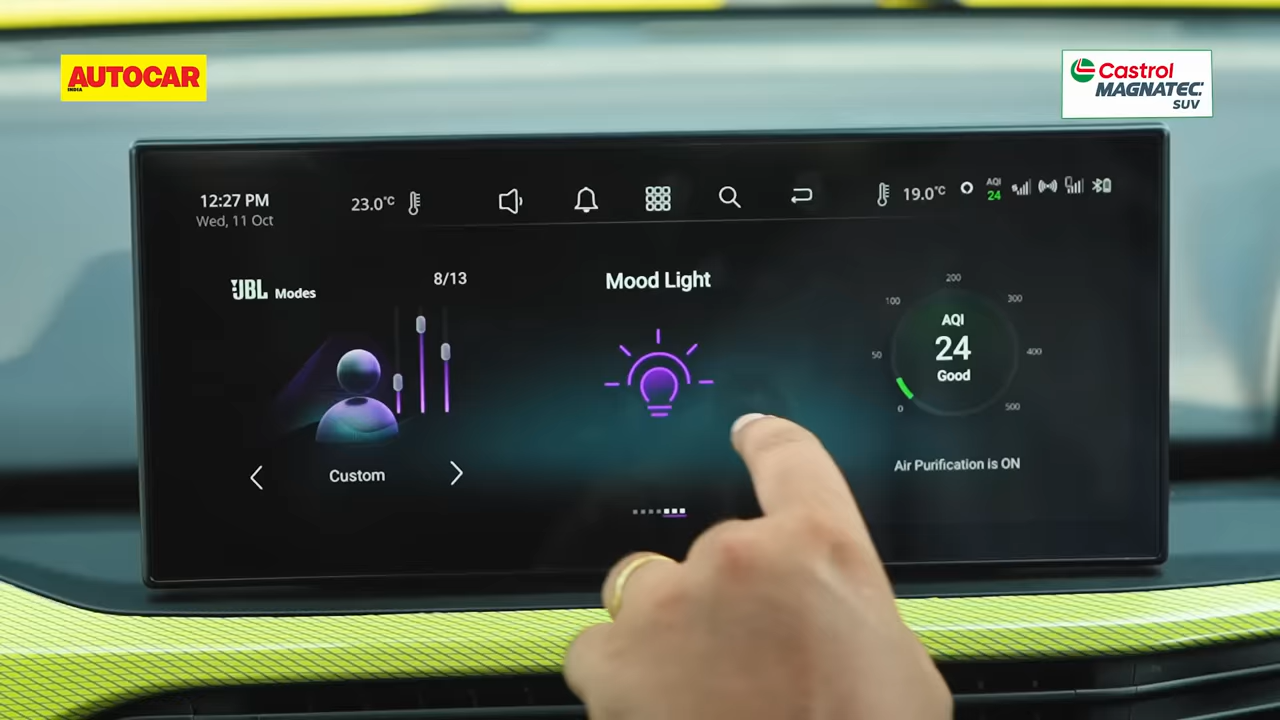 AUTOCAR
INDIA
Castrol
MAGNATEC
SUV
12:27 PM
Wed, 11 Oct
23.0°C
19.0°C
AQI
24
JBL Modes
8/13
Custom
Mood Light
200
100
300
50
400
0
500
AQI
24
Good
Air Purification is ON